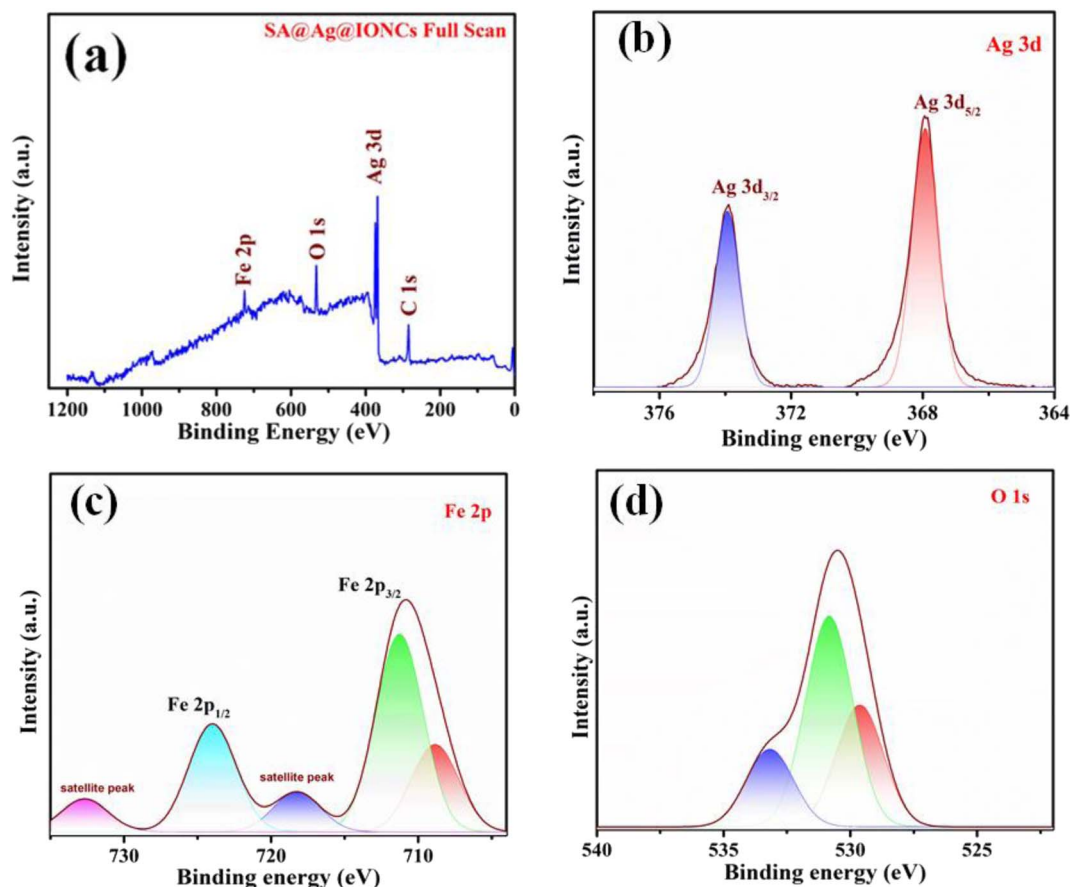 (a)
SA@Ag@IONCs Full Scan
Fe 2p
O 1s
Ag 3d
C 1s
Intensity (a.u.)
1200 1000 800 600 400 200 0
Binding Energy (eV)
(b)
Ag 3d
Ag 3d3/2
Ag 3d5/2
Intensity (a.u.)
376 372 368 364
Binding energy (eV)
(c)
Fe 2p
Fe 2p3/2
Fe 2p1/2
satellite peak
satellite peak
Intensity (a.u.)
730 720 710
Binding energy (eV)
(d)
O 1s
Intensity (a.u.)
540 535 530 525
Binding energy (eV)